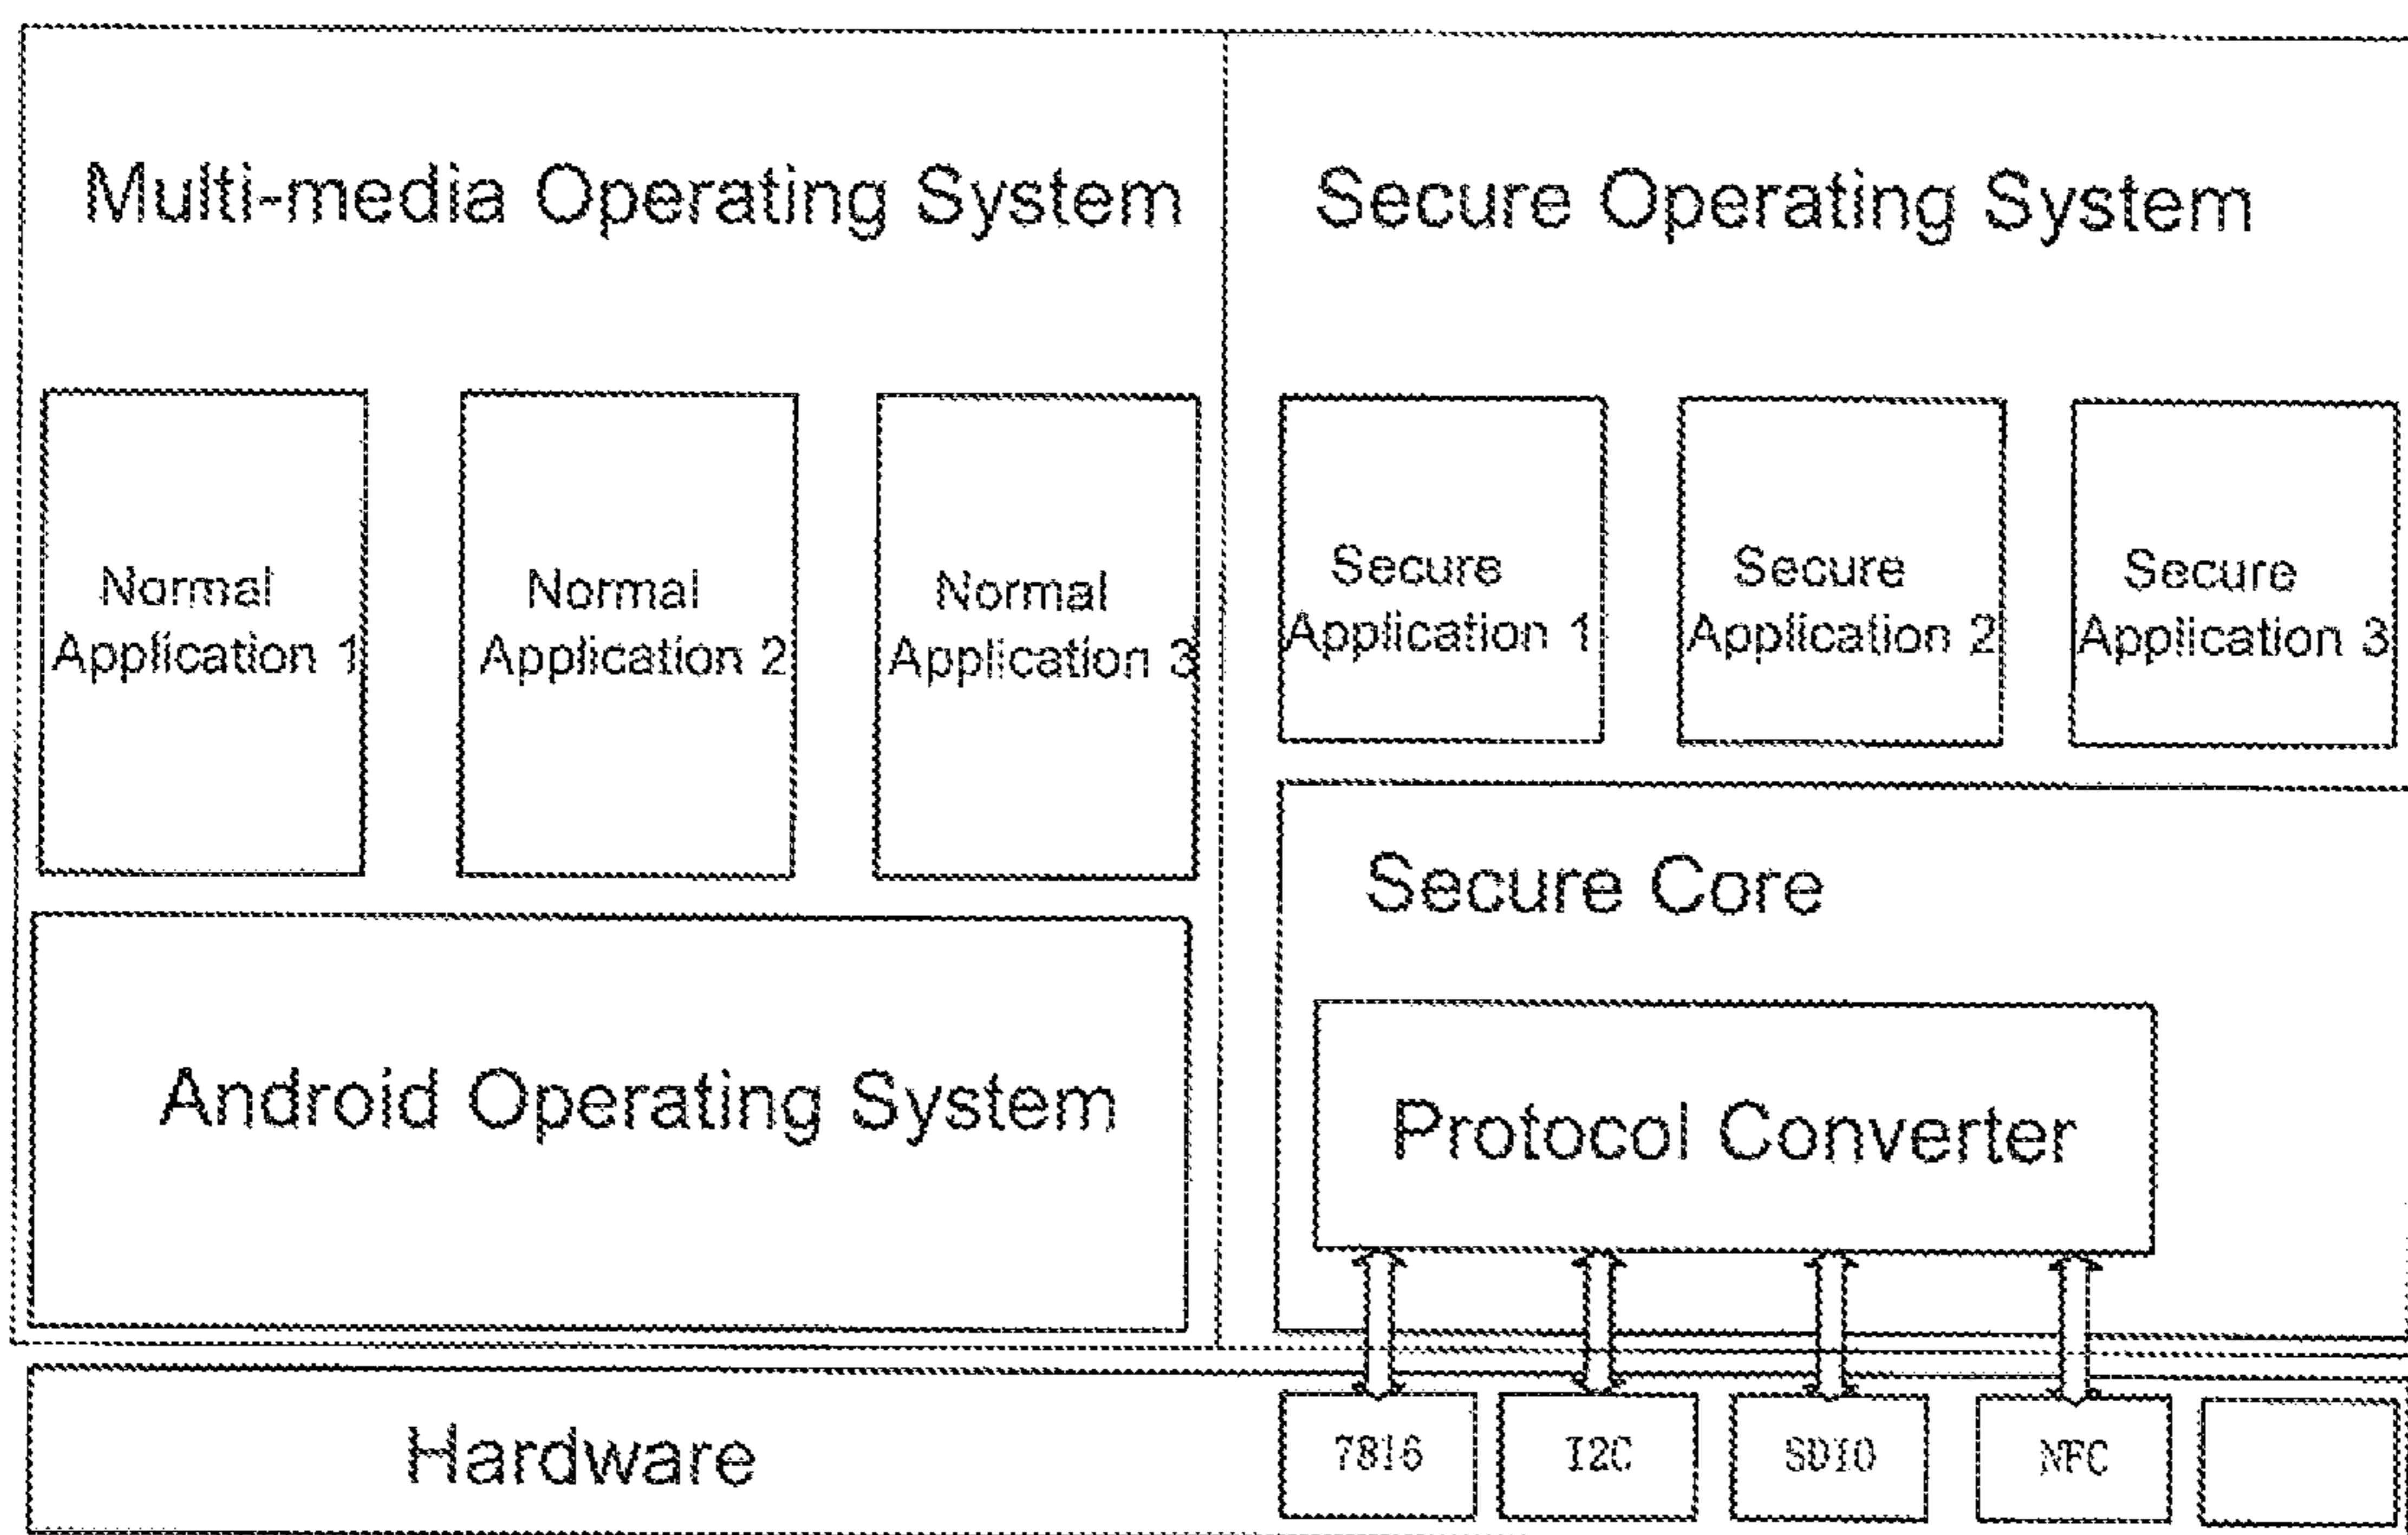 Multi-media Operating System
Secure Operating System
Normal
Application 1
Normal
Application 2
Normal
Application 3
Secure
Application 1
Secure
Application 2
Secure
Application 3
Secure Core
Android Operating System
Protocol Converter
Hardware
7816
I2C
SDIO
NFC